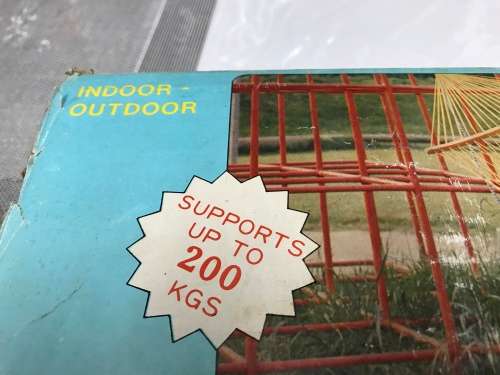 INDOOR -
OUTDOOR
SUPPORTS
UP TO
200
KGS